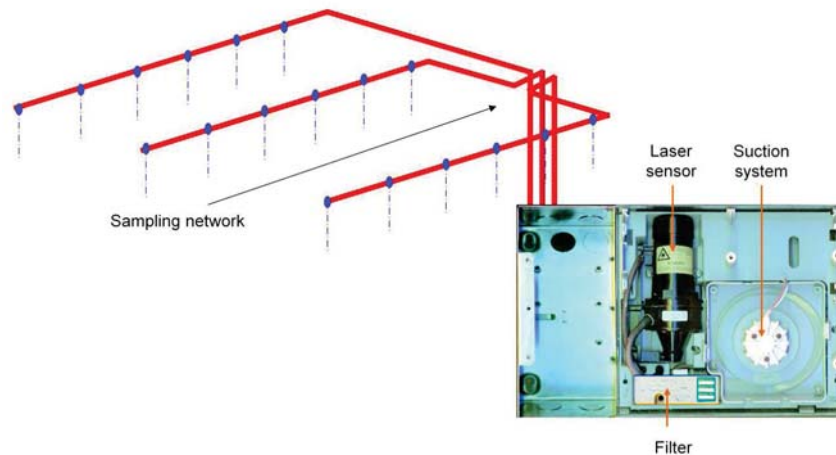 Laser
sensor
Suction
system
Sampling network
Filter